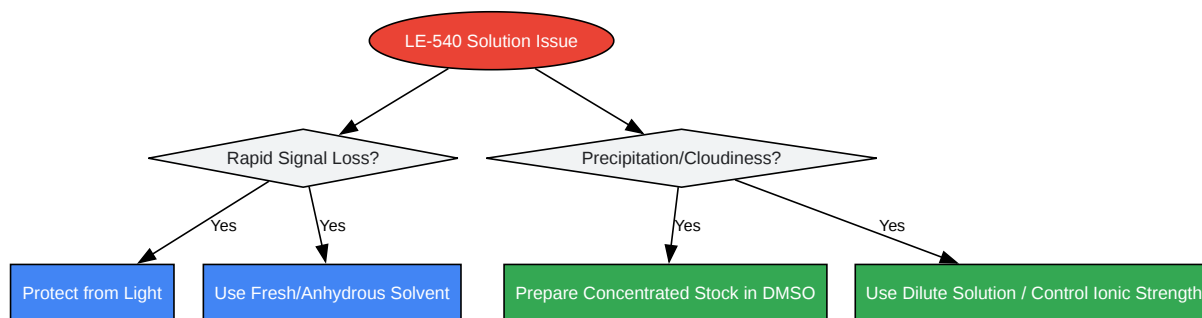 LE-540 Solution Issue
Rapid Signal Loss?
Precipitation/Cloudiness?
Yes
Yes
Yes
Yes
Protect from Light
Use Fresh/Anhydrous Solvent
Prepare Concentrated Stock in DMSO
Use Dilute Solution / Control Ionic Strength